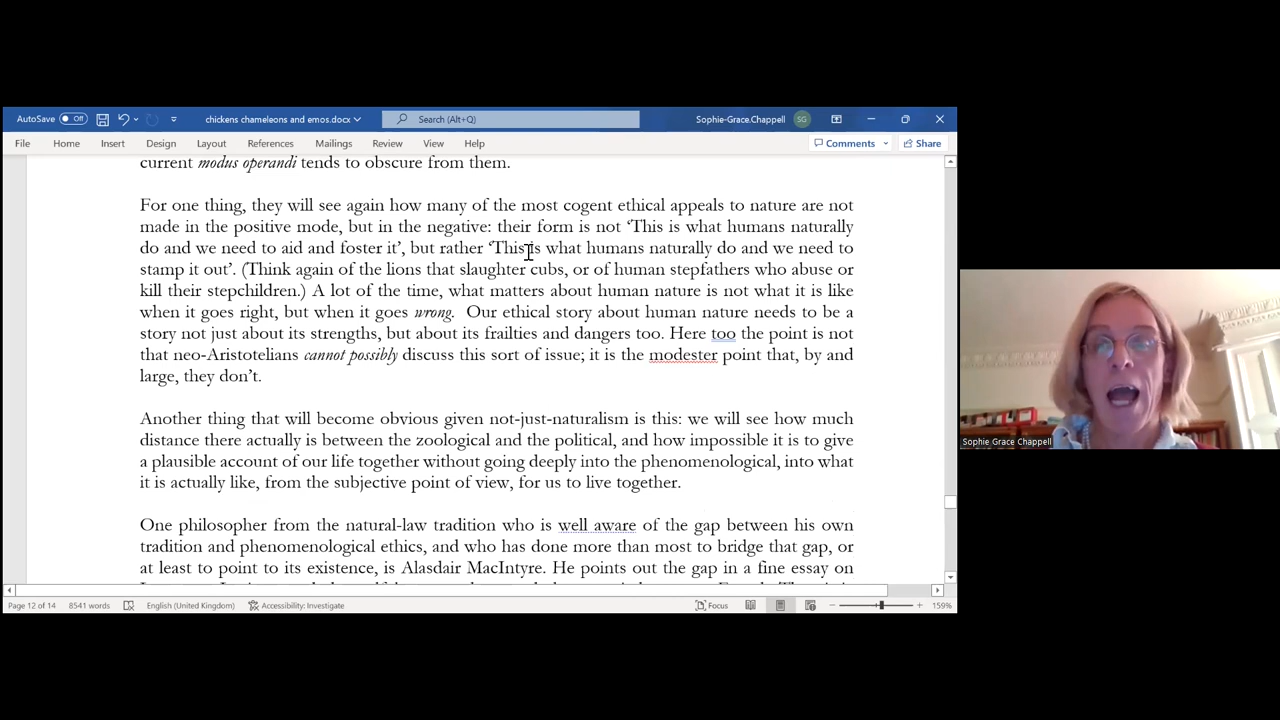 AutoSave Off chickens chameleons and emos.docx Search (Alt+Q) Sophie-Grace.Chappell SG
File Home Insert Design Layout References Mailings Review View Help Comments Share
current modus operandi tends to obscure from them.
For one thing, they will see again how many of the most cogent ethical appeals to nature are not
made in the positive mode, but in the negative: their form is not ‘This is what humans naturally
do and we need to aid and foster it’, but rather ‘This is what humans naturally do and we need to
stamp it out’. (Think again of the lions that slaughter cubs, or of human stepfathers who abuse or
kill their stepchildren.) A lot of the time, what matters about human nature is not what it is like
when it goes right, but when it goes wrong. Our ethical story about human nature needs to be a
story not just about its strengths, but about its frailties and dangers too. Here too the point is not
that neo-Aristotelians cannot possibly discuss this sort of issue; it is the modester point that, by and
large, they don’t.
Another thing that will become obvious given not-just-naturalism is this: we will see how much
distance there actually is between the zoological and the political, and how impossible it is to give
a plausible account of our life together without going deeply into the phenomenological, into what
it is actually like, from the subjective point of view, for us to live together.
One philosopher from the natural-law tradition who is well aware of the gap between his own
tradition and phenomenological ethics, and who has done more than most to bridge that gap, or
at least to point to its existence, is Alasdair MacIntyre. He points out the gap in a fine essay on
Page 12 of 14 8541 words English (United Kingdom) Accessibility: Investigate Focus 159%
Sophie Grace Chappell